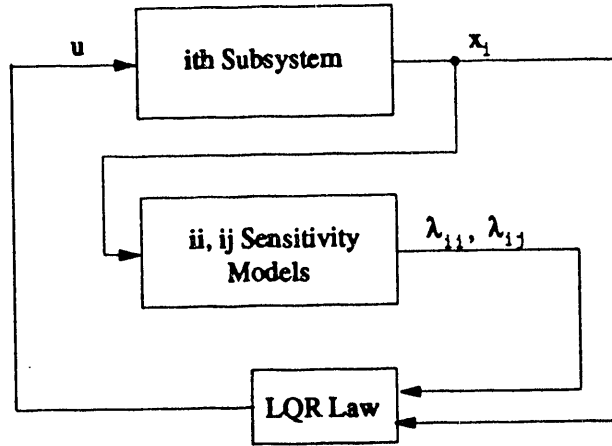 u
ith Subsystem
x_i
ii, ij Sensitivity
Models
λ_ii, λ_ij
LQR Law